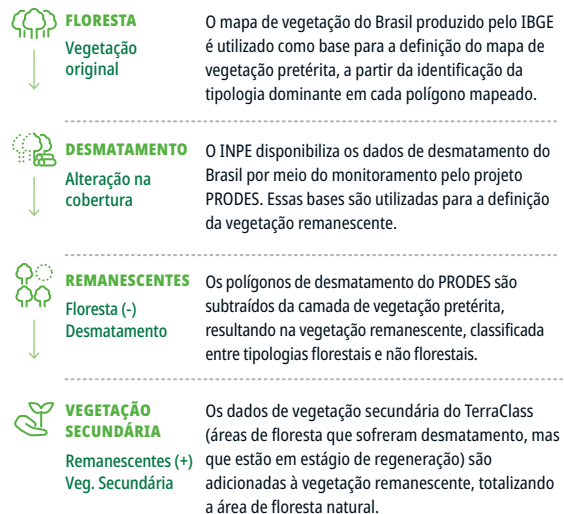 FLORESTA
Vegetação
original
O mapa de vegetação do Brasil produzido pelo IBGE
é utilizado como base para a definição do mapa de
vegetação pretérita, a partir da identificação da
tipologia dominante em cada polígono mapeado.
DESMATAMENTO
Alteração na
cobertura
O INPE disponibiliza os dados de desmatamento do
Brasil por meio do monitoramento pelo projeto
PRODES. Essas bases são utilizadas para a definição
da vegetação remanescente.
REMANESCENTES
Floresta (-)
Desmatamento
Os polígonos de desmatamento do PRODES são
subtraídos da camada de vegetação pretérita,
resultando na vegetação remanescente, classificada
entre tipologias florestais e não florestais.
VEGETAÇÃO
SECUNDÁRIA
Remanescentes (+)
Veg. Secundária
Os dados de vegetação secundária do TerraClass
(áreas de floresta que sofreram desmatamento, mas
que estão em estágio de regeneração) são
adicionadas à vegetação remanescente, totalizando
a área de floresta natural.